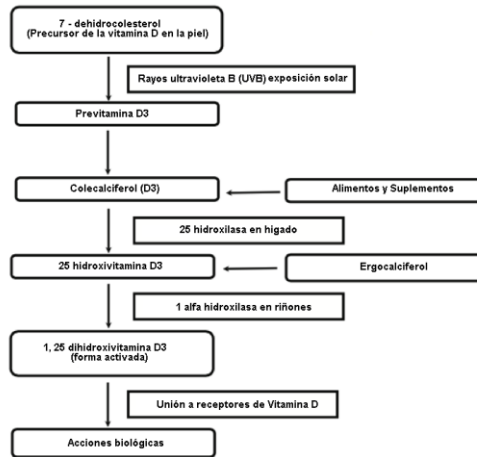 7 - dehidrocolesterol
(Precursor de la vitamina D en la piel)
Rayos ultravioleta B (UVB) exposición solar
Previtamina D3
Colecalciferol (D3)
Alimentos y Suplementos
25 hidroxilasa en higado
25 hidroxivitamina D3
Ergocalciferol
1 alfa hidroxilasa en riñones
1, 25 dihidroxivitamina D3
(forma activada)
Unión a receptores de Vitamina D
Acciones biológicas